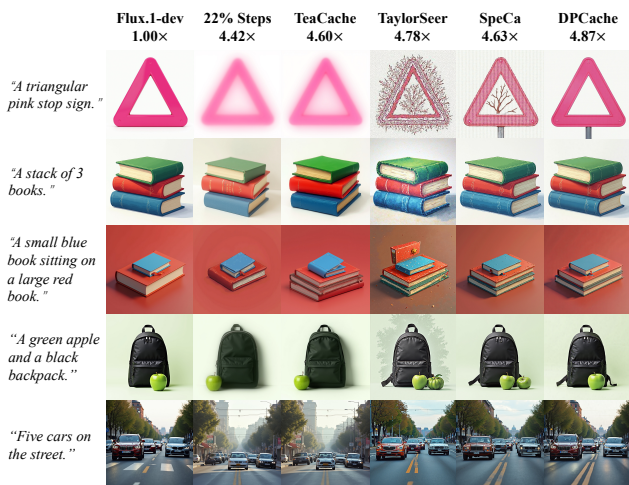 Flux.1-dev 22% Steps TeaCache TaylorSeer SpeCa DPCache
1.00× 4.42× 4.60× 4.78× 4.63× 4.87×
"A triangular
pink stop sign."
"A stack of 3
books."
"A small blue
book sitting on
a large red
book."
"A green apple
and a black
backpack."
"Five cars on
the street."